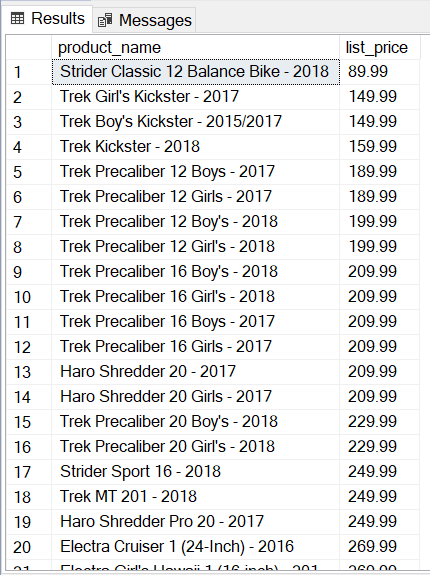 Results Messages
product_name list_price
1 Strider Classic 12 Balance Bike - 2018 89.99
2 Trek Girl's Kickster - 2017 149.99
3 Trek Boy's Kickster - 2015/2017 149.99
4 Trek Kickster - 2018 159.99
5 Trek Precaliber 12 Boys - 2017 189.99
6 Trek Precaliber 12 Girls - 2017 189.99
7 Trek Precaliber 12 Boy's - 2018 199.99
8 Trek Precaliber 12 Girl's - 2018 199.99
9 Trek Precaliber 16 Boy's - 2018 209.99
10 Trek Precaliber 16 Girl's - 2018 209.99
11 Trek Precaliber 16 Boys - 2017 209.99
12 Trek Precaliber 16 Girls - 2017 209.99
13 Haro Shredder 20 - 2017 209.99
14 Haro Shredder 20 Girls - 2017 209.99
15 Trek Precaliber 20 Boy's - 2018 229.99
16 Trek Precaliber 20 Girl's - 2018 229.99
17 Strider Sport 16 - 2018 249.99
18 Trek MT 201 - 2018 249.99
19 Haro Shredder Pro 20 - 2017 249.99
20 Electra Cruiser 1 (24-Inch) - 2016 269.99
21 Electra Girl's Hawaii 1 (16-inch) - 201 269.99